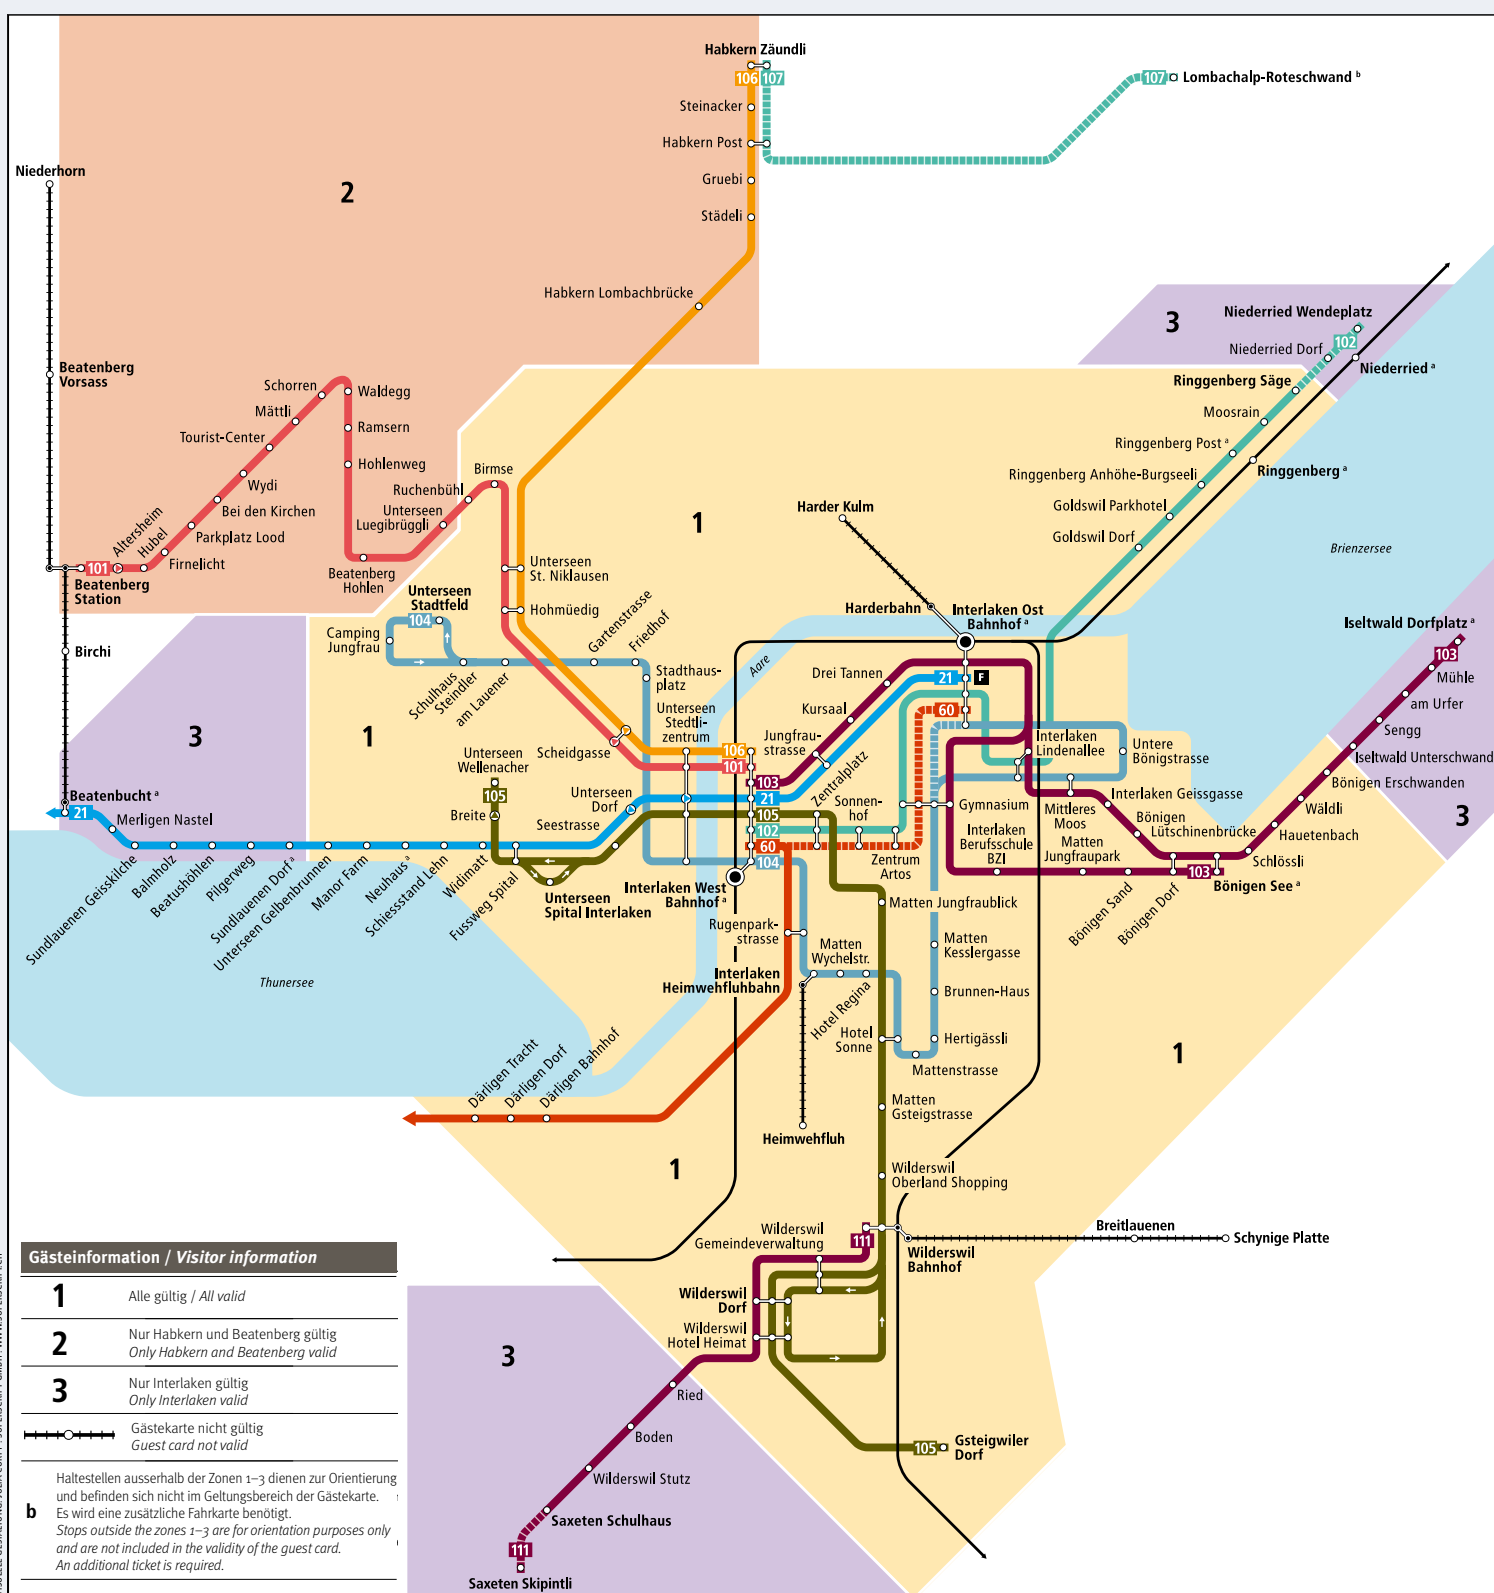 Habkern Zäundli
106 107
107 Lombachalp-Roteschwand b
Steinacker
Habkern Post
Gruebi
Städeli
Niederhorn
2
Habkern Lombachbrücke
3
Niederried Wendeplatz
102
Niederried Dorf
Niederried a
Ringgenberg Säge
Beatenberg
Vorsass
Schorren
Waldegg
Mättli
Ramsern
Tourist-Center
Hohlenweg
Wydi
Bei den Kirchen
Parkplatz Lood
Firnelicht
Hubel
Altersheim
101
Beatenberg
Station
Beatenberg
Hohlen
Unterseen
Luegibrüggli
Ruchenbühl
Birmse
Moosrain
Ringgenberg Post a
Ringgenberg a
Ringgenberg Anhöhe-Burgseeli
Goldswil Parkhotel
Goldswil Dorf
Brienzersee
1
Harder Kulm
Harderbahn
Interlaken Ost
Bahnhof a
Unterseen
St. Niklausen
Hohmüedig
Unterseen
Stadtfeld
104
Camping
Jungfrau
Schulhaus
Steindler
am Lauener
Gartenstrasse
Friedhof
Stadthaus-
platz
Birchi
3
1
Aare
Iseltwald Dorfplatz a
103
Mühle
am Urfer
Sengg
Iseltwald Unterschwand
Bönigen Erschwanden
3
Wäldli
Hauetenbach
Schlössli
Drei Tannen
Kursaal
Jungfrau-
strasse
Zentralplatz
21
F
60
Interlaken
Lindenallee
Untere
Bönigstrasse
Unterseen
Stedtli-
zentrum
Scheidgasse
Unterseen
Wellenacher
105
Breite
Unterseen
Dorf
Seestrasse
106
101
103
21
105
102
60
104
Sonnen-
hof
Zentrum
Artos
Gymnasium
Interlaken
Berufsschule
BZI
Mittleres
Moos
Interlaken Geissgasse
Bönigen
Lütschinenbrücke
Matten
Jungfraupark
Bönigen Sand
Bönigen Dorf
103
Bönigen See a
Beatenbucht a
21
Merligen Nastel
Sundlauenen Geisskilche
Balmholz
Beatushöhlen
Pilgerweg
Sundlauenen Dorf a
Unterseen Gelbenbrunnen
Manor Farm
Neuhaus a
Schiessstand Lehn
Widimatt
Fussweg Spital
Unterseen
Spital Interlaken
Interlaken West
Bahnhof a
Thunersee
Rugenpark-
strasse
Interlaken
Heimwehfluhbahn
Matten
Wychelstr.
Hotel Regina
Matten Jungfraublick
Matten
Kesslergasse
Brunnen-Haus
Hotel
Sonne
Hertigässli
Mattenstrasse
1
Därligen Tracht
Därligen Dorf
Därligen Bahnhof
Heimwehfluh
Matten
Gsteigstrasse
1
Wilderswil
Oberland Shopping
Wilderswil
Gemeindeverwaltung
111
Wilderswil
Bahnhof
Breitlauenen
Schynige Platte
Wilderswil
Dorf
Wilderswil
Hotel Heimat
3
Ried
Boden
Wilderswil Stutz
Saxeten Schulhaus
111
Saxeten Skipintli
105
Gsteigwiler
Dorf
Gästeinformation / Visitor information
1 Alle gültig / All valid
2 Nur Habkern und Beatenberg gültig
Only Habkern and Beatenberg valid
3 Nur Interlaken gültig
Only Interlaken valid
Gästekarte nicht gültig
Guest card not valid
b Haltestellen ausserhalb der Zonen 1–3 dienen zur Orientierung
und befinden sich nicht im Geltungsbereich der Gästekarte.
Es wird eine zusätzliche Fahrkarte benötigt.
Stops outside the zones 1–3 are for orientation purposes only
and are not included in the validity of the guest card.
An additional ticket is required.